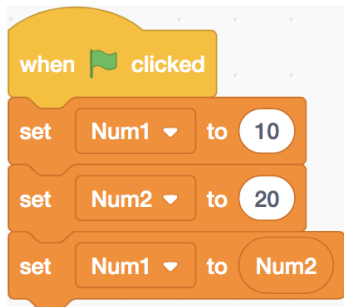 when clicked
set Num1 to 10
set Num2 to 20
set Num1 to Num2